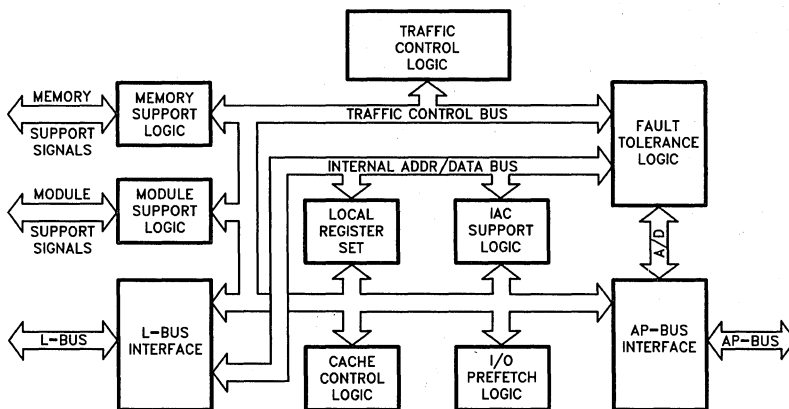 TRAFFIC
CONTROL
LOGIC
MEMORY
SUPPORT
SIGNALS
MEMORY
SUPPORT
LOGIC
TRAFFIC CONTROL BUS
FAULT
TOLERANCE
LOGIC
INTERNAL ADDR/DATA BUS
MODULE
SUPPORT
SIGNALS
MODULE
SUPPORT
LOGIC
LOCAL
REGISTER
SET
IAC
SUPPORT
LOGIC
A/D
L-BUS
L-BUS
INTERFACE
CACHE
CONTROL
LOGIC
I/O
PREFETCH
LOGIC
AP-BUS
INTERFACE
AP-BUS